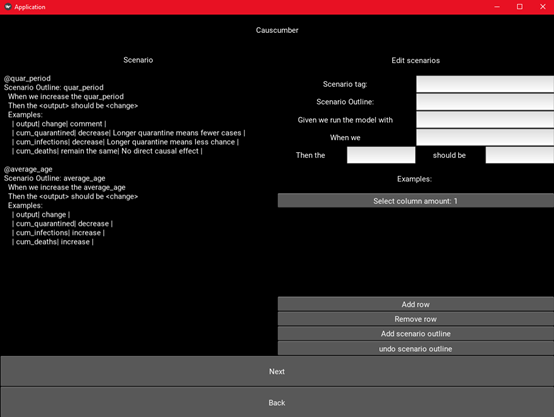 Application
Causcumber
Scenario
@quar_period
Scenario Outline: quar_period
When we increase the quar_period
Then the <output> should be <change>
Examples:
| output| change| comment |
| cum_quarantined| decrease| Longer quarantine means fewer cases |
| cum_infections| decrease| Longer quarantine means less chance |
| cum_deaths| remain the same| No direct causal effect |
@average_age
Scenario Outline: average_age
When we increase the average_age
Then the <output> should be <change>
Examples:
| output| change |
| cum_quarantined| decrease |
| cum_infections| increase |
| cum_deaths| increase |
Edit scenarios
Scenario tag:
Scenario Outline:
Given we run the model with
When we
Then the should be
Examples:
Select column amount: 1
Add row
Remove row
Add scenario outline
undo scenario outline
Next
Back